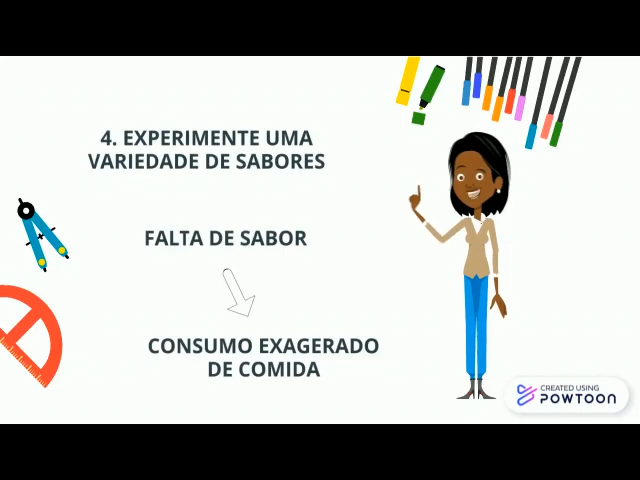 4. EXPERIMENTE UMA
VARIEDADE DE SABORES
FALTA DE SABOR
CONSUMO EXAGERADO
DE COMIDA
CREATED USING
POWTOON